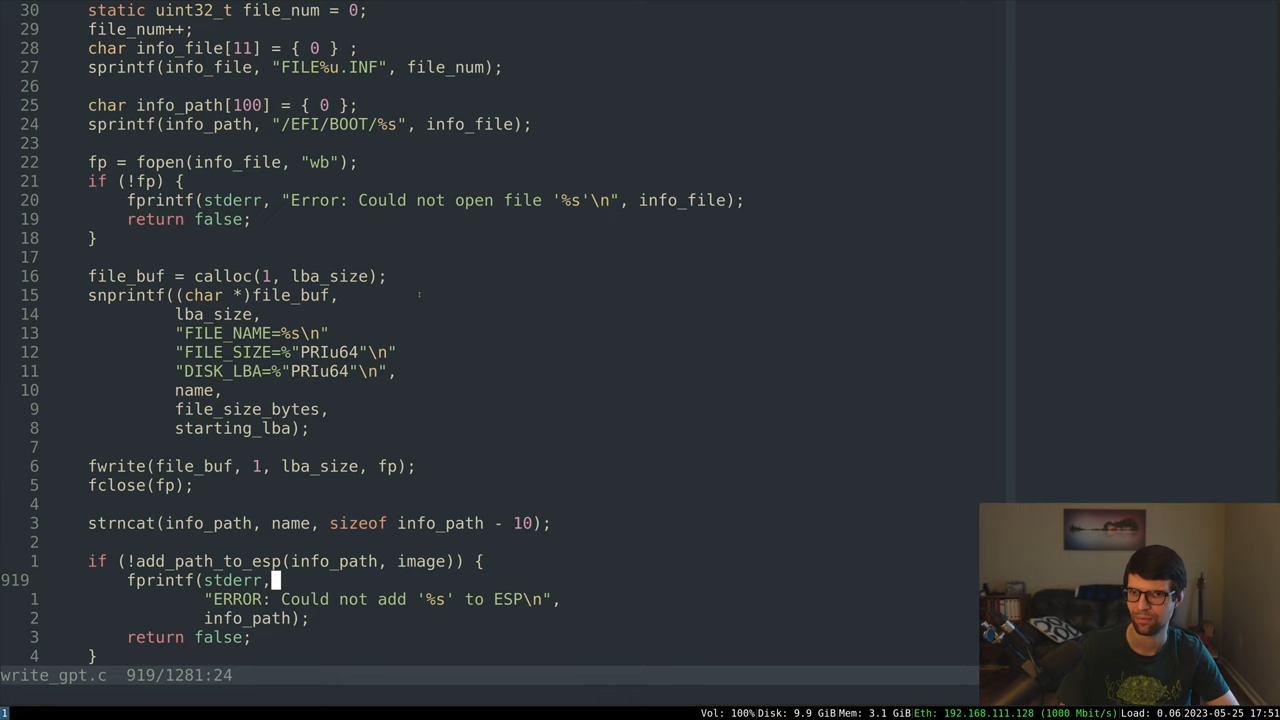 30 static uint32_t file_num = 0;
29 file_num++;
28 char info_file[11] = { 0 } ;
27 sprintf(info_file, "FILE%u.INF", file_num);
26
25 char info_path[100] = { 0 };
24 sprintf(info_path, "/EFI/BOOT/%s", info_file);
23
22 fp = fopen(info_file, "wb");
21 if (!fp) {
20 fprintf(stderr, "Error: Could not open file '%s'\n", info_file);
19 return false;
18 }
17
16 file_buf = calloc(1, lba_size);
15 snprintf((char *)file_buf,
14 lba_size,
13 "FILE_NAME=%s\n"
12 "FILE_SIZE=%"PRIu64"\n"
11 "DISK_LBA=%"PRIu64"\n",
10 name,
9 file_size_bytes,
8 starting_lba);
7
6 fwrite(file_buf, 1, lba_size, fp);
5 fclose(fp);
4
3 strncat(info_path, name, sizeof info_path - 10);
2
1 if (!add_path_to_esp(info_path, image)) {
919 fprintf(stderr,
1 "ERROR: Could not add '%s' to ESP\n",
2 info_path);
3 return false;
4 }
write_gpt.c 919/1281:24
1 Vol: 100% Disk: 9.9 GiB Mem: 3.1 GiB Eth: 192.168.111.128 (1000 Mbit/s) Load: 0.06 2023-05-25 17:51